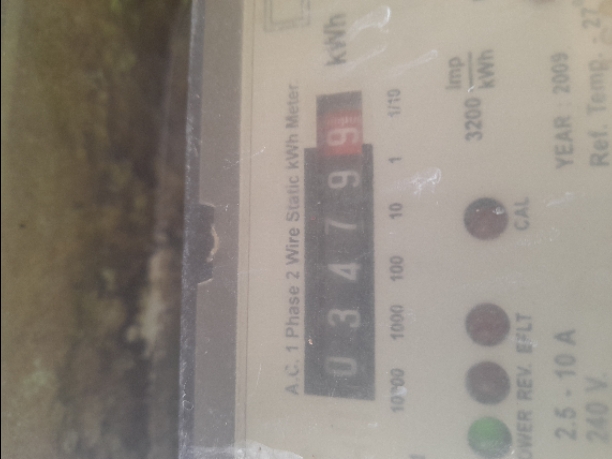 A.C. 1 Phase 2 Wire Static kWh Meter
0 3 4 7 9 9 kWh
10000 1000 100 10 1 1/10
POWER REV. EFLT CAL
3200 Imp/kWh
2.5 - 10 A
YEAR : 2009
240 V.
Ref. Temp. : 27°